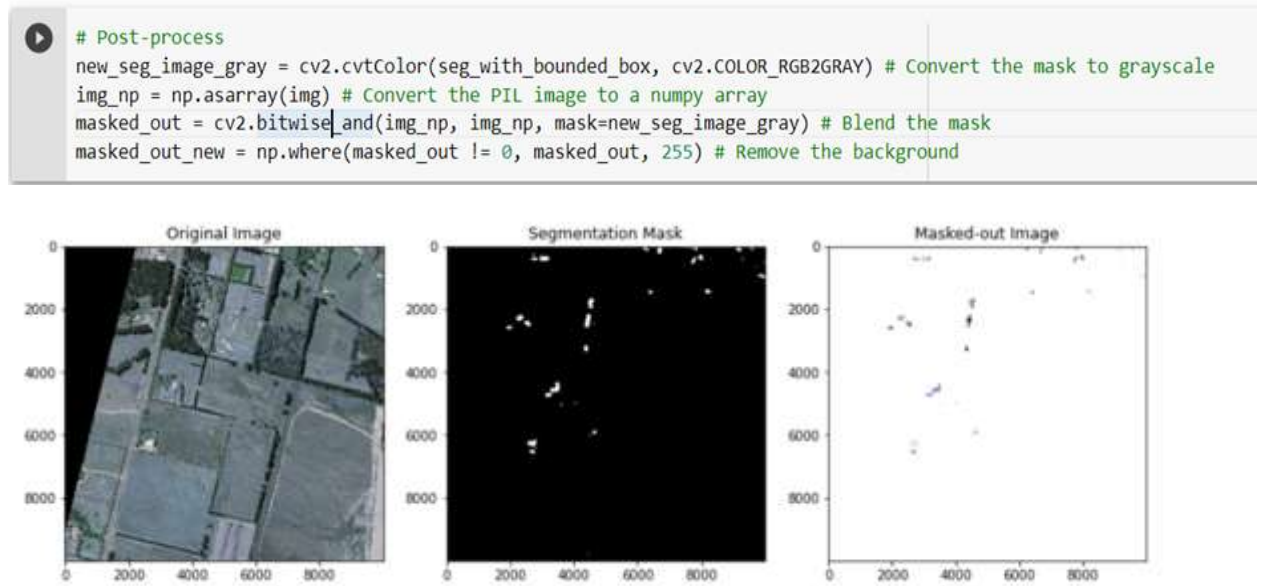 # Post-process
new_seg_image_gray = cv2.cvtColor(seg_with_bounded_box, cv2.COLOR_RGB2GRAY) # Convert the mask to grayscale
img_np = np.asarray(img) # Convert the PIL image to a numpy array
masked_out = cv2.bitwise_and(img_np, img_np, mask=new_seg_image_gray) # Blend the mask
masked_out_new = np.where(masked_out != 0, masked_out, 255) # Remove the background
Original Image
0
2000
4000
6000
8000
0 2000 4000 6000 8000
Segmentation Mask
0
2000
4000
6000
8000
0 2000 4000 6000 8000
Masked-out Image
0
2000
4000
6000
8000
0 2000 4000 6000 8000